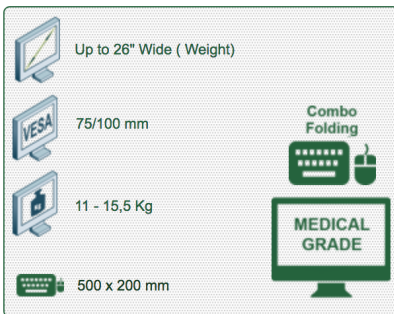 Up to 26" Wide ( Weight)
VESA
75/100 mm
Combo
Folding
KG
11 - 15,5 Kg
MEDICAL
GRADE
500 x 200 mm